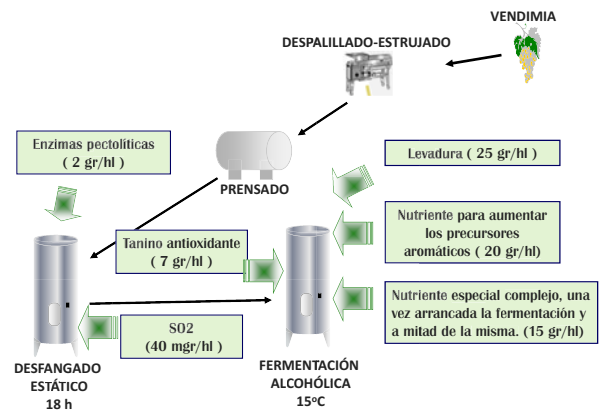 VENDIMIA
DESPALILLADO-ESTRUJADO
Enzimas pectolíticas
( 2 gr/hl )
Levadura ( 25 gr/hl )
PRENSADO
Nutriente para aumentar
los precursores
aromáticos ( 20 gr/hl)
Tanino antioxidante
( 7 gr/hl )
Nutriente especial complejo, una
vez arrancada la fermentación y
a mitad de la misma. (15 gr/hl)
SO2
(40 mgr/hl )
DESFANGADO
ESTÁTICO
18 h
FERMENTACIÓN
ALCOHÓLICA
15ºC